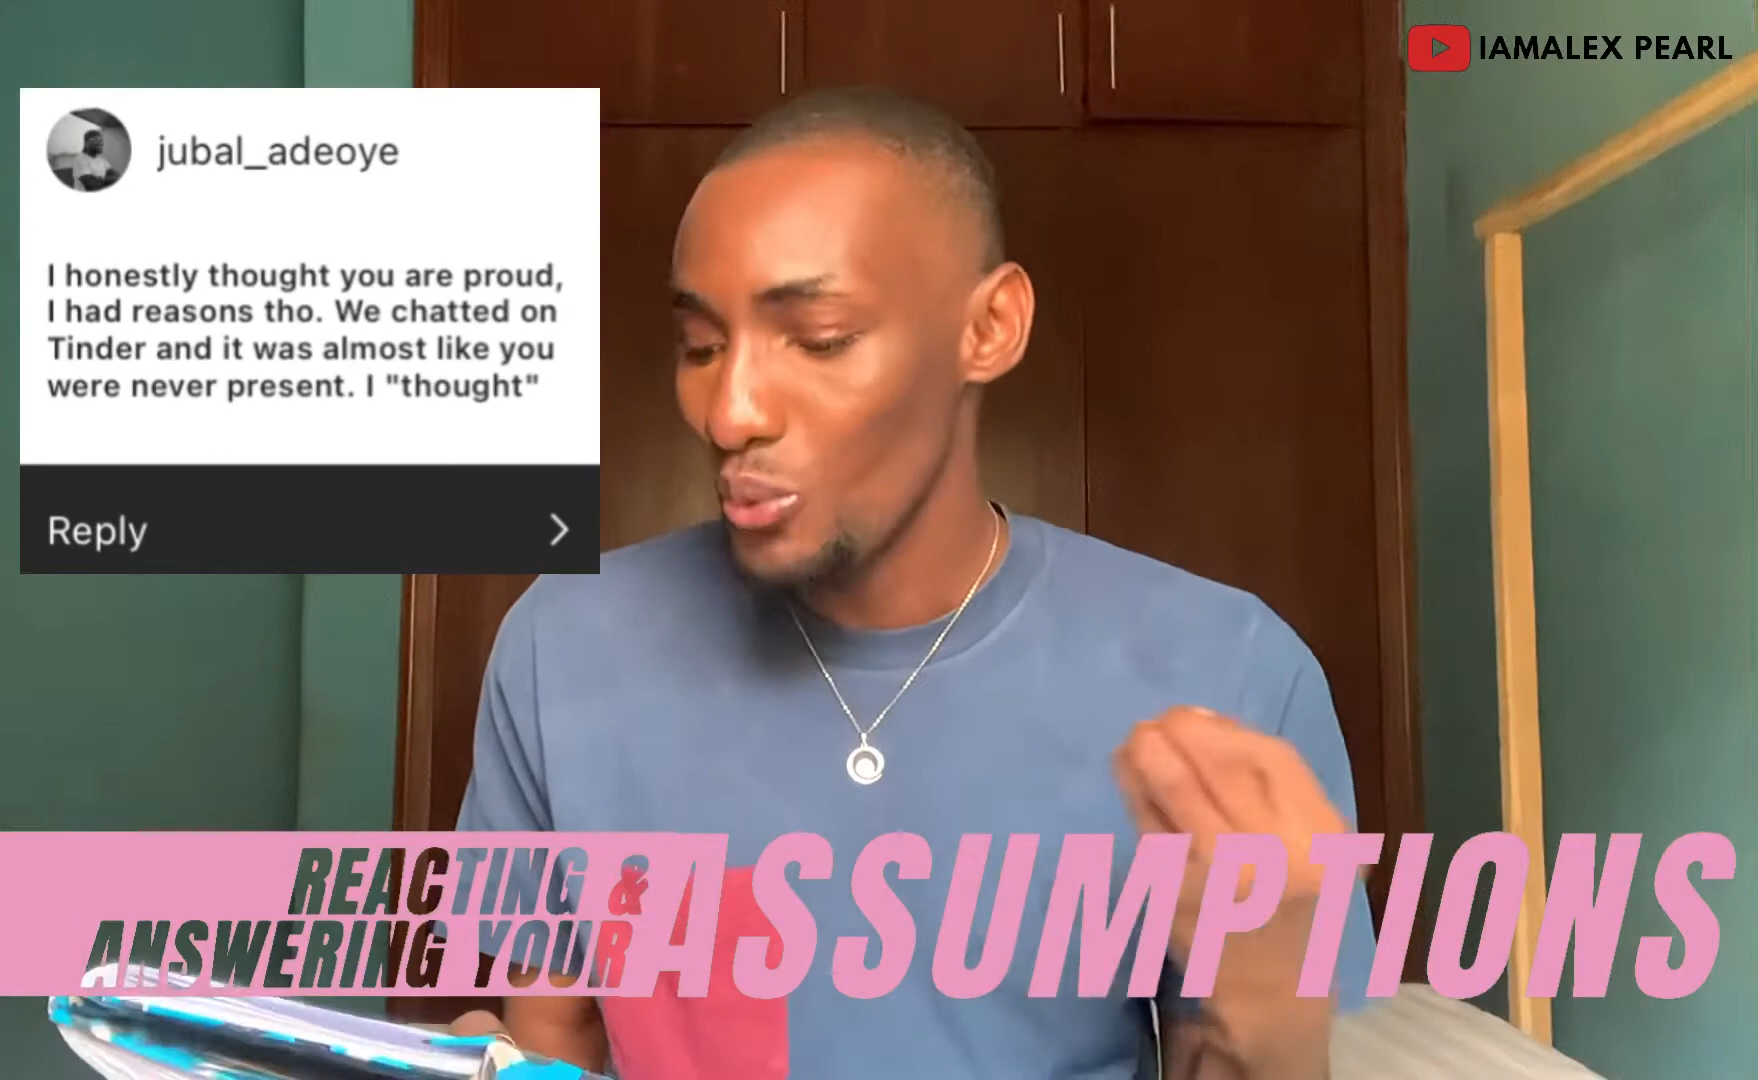 IAMALEX PEARL
jubal_adeoye
I honestly thought you are proud,
I had reasons tho. We chatted on
Tinder and it was almost like you
were never present. I "thought"
Reply
REACTING &
ANSWERING YOUR
ASSUMPTIONS